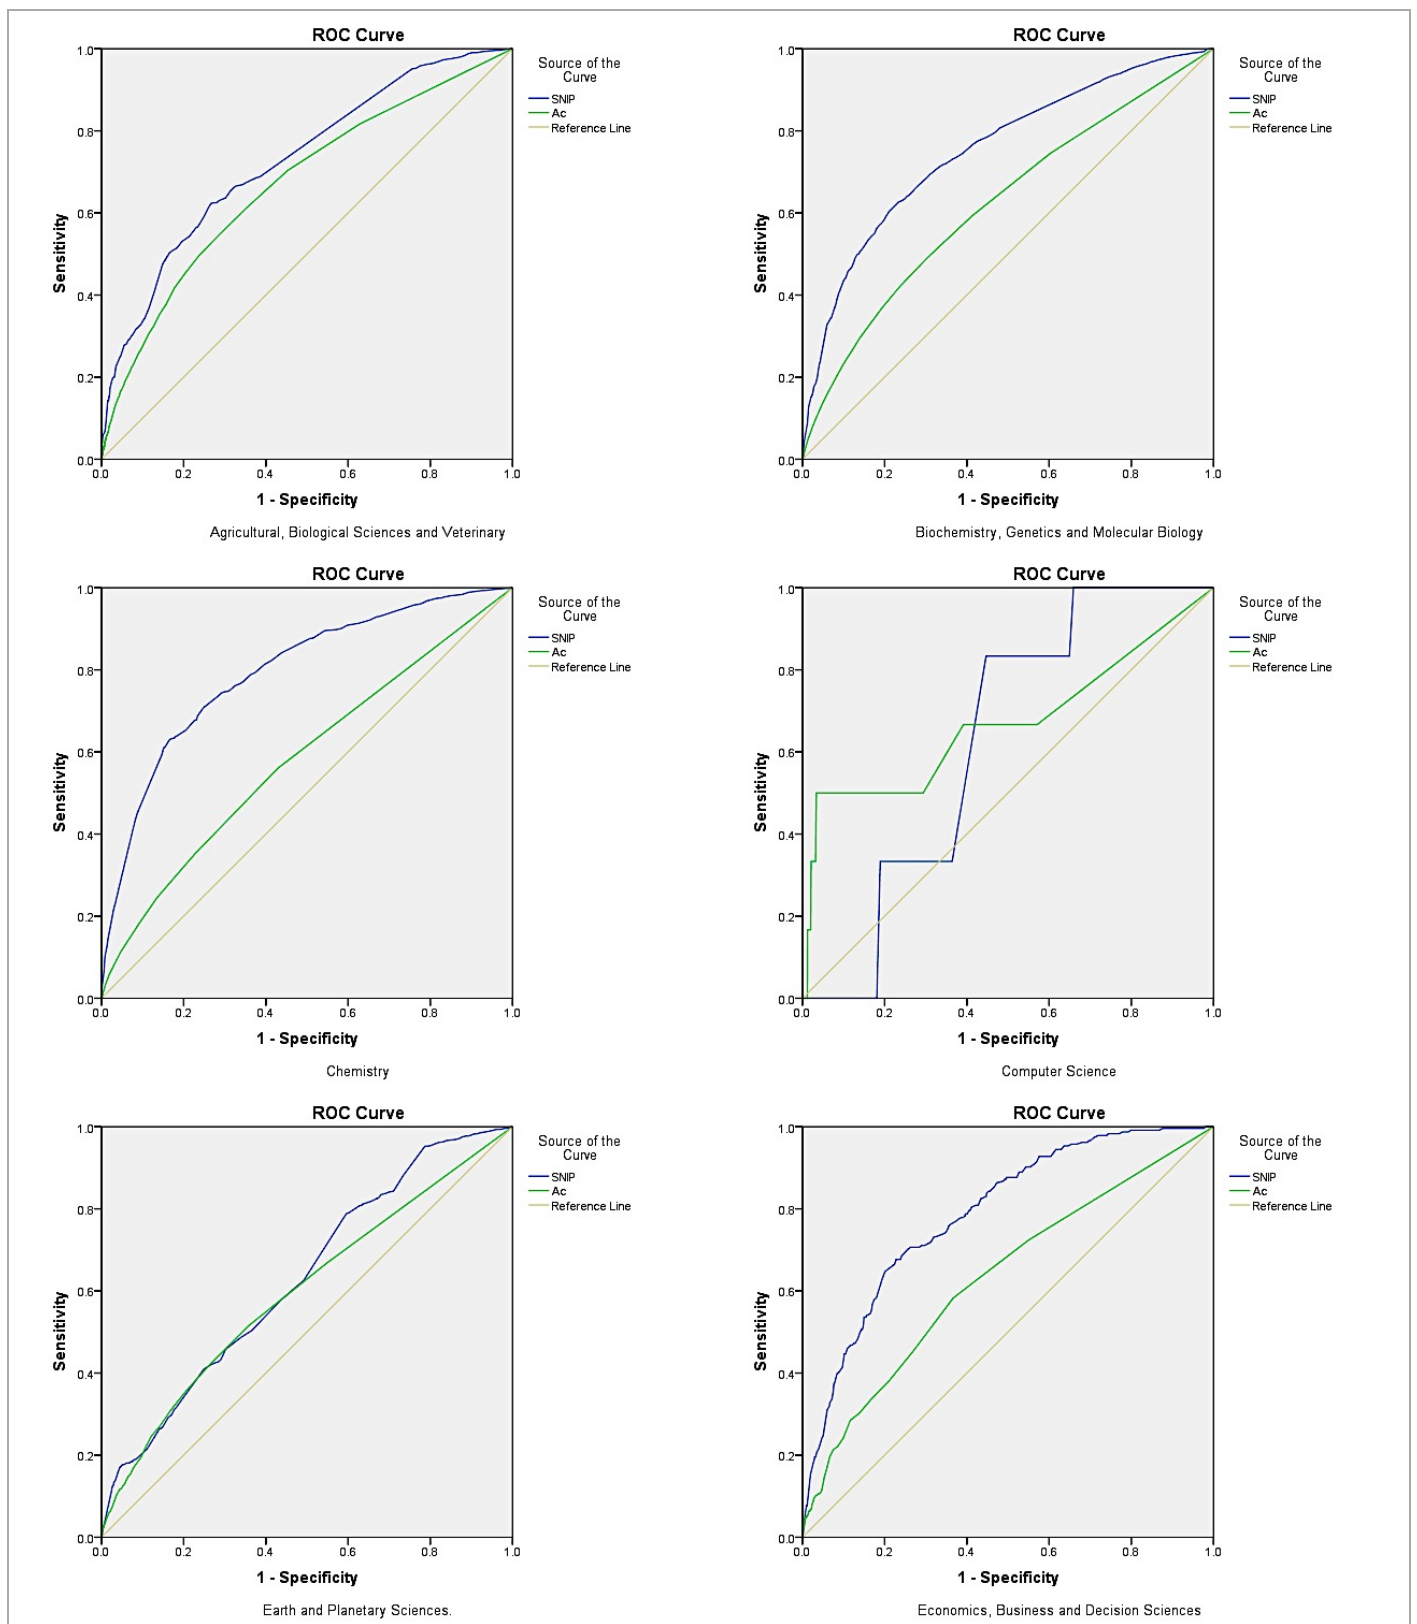 ROC Curve
Source of the
Curve
SNIP
Ac
Reference Line
Sensitivity
1.0
0.8
0.6
0.4
0.2
0.0
0.0 0.2 0.4 0.6 0.8 1.0
1 - Specificity
Agricultural, Biological Sciences and Veterinary
ROC Curve
Source of the
Curve
SNIP
Ac
Reference Line
Sensitivity
1.0
0.8
0.6
0.4
0.2
0.0
0.0 0.2 0.4 0.6 0.8 1.0
1 - Specificity
Biochemistry, Genetics and Molecular Biology
ROC Curve
Source of the
Curve
SNIP
Ac
Reference Line
Sensitivity
1.0
0.8
0.6
0.4
0.2
0.0
0.0 0.2 0.4 0.6 0.8 1.0
1 - Specificity
Chemistry
ROC Curve
Source of the
Curve
SNIP
Ac
Reference Line
Sensitivity
1.0
0.8
0.6
0.4
0.2
0.0
0.0 0.2 0.4 0.6 0.8 1.0
1 - Specificity
Computer Science
ROC Curve
Source of the
Curve
SNIP
Ac
Reference Line
Sensitivity
1.0
0.8
0.6
0.4
0.2
0.0
0.0 0.2 0.4 0.6 0.8 1.0
1 - Specificity
Earth and Planetary Sciences.
ROC Curve
Source of the
Curve
SNIP
Ac
Reference Line
Sensitivity
1.0
0.8
0.6
0.4
0.2
0.0
0.0 0.2 0.4 0.6 0.8 1.0
1 - Specificity
Economics, Business and Decision Sciences